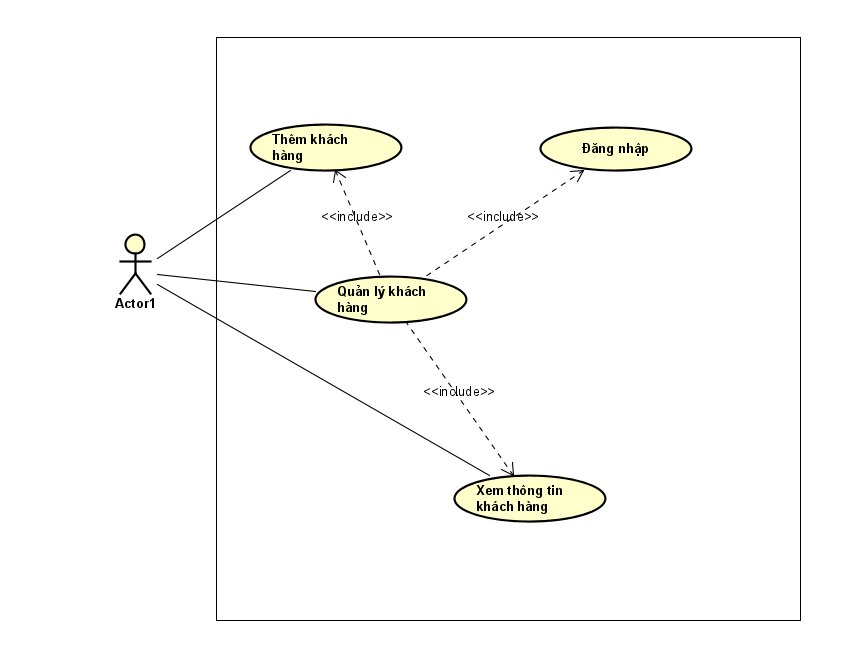 Thêm khách
hàng
Đăng nhập
<<include>>
<<include>>
Actor1
Quản lý khách
hàng
<<include>>
Xem thông tin
khách hàng